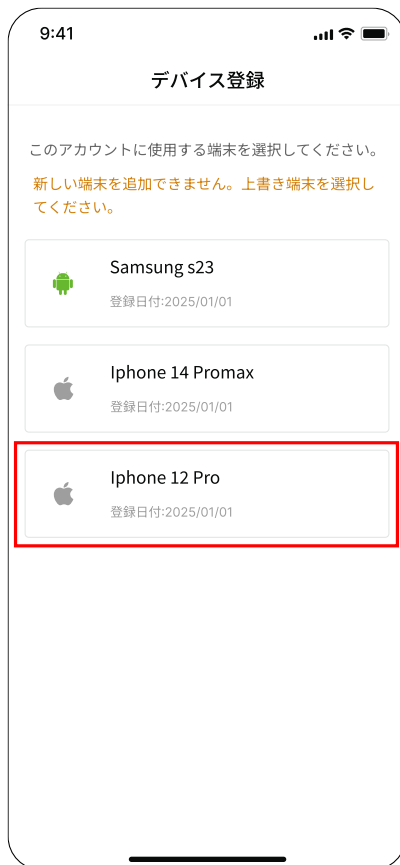 9:41
デバイス登録
このアカウントに使用する端末を選択してください。
新しい端末を追加できません。上書き端末を選択し
てください。
Samsung s23
登録日付:2025/01/01
Iphone 14 Promax
登録日付:2025/01/01
Iphone 12 Pro
登録日付:2025/01/01